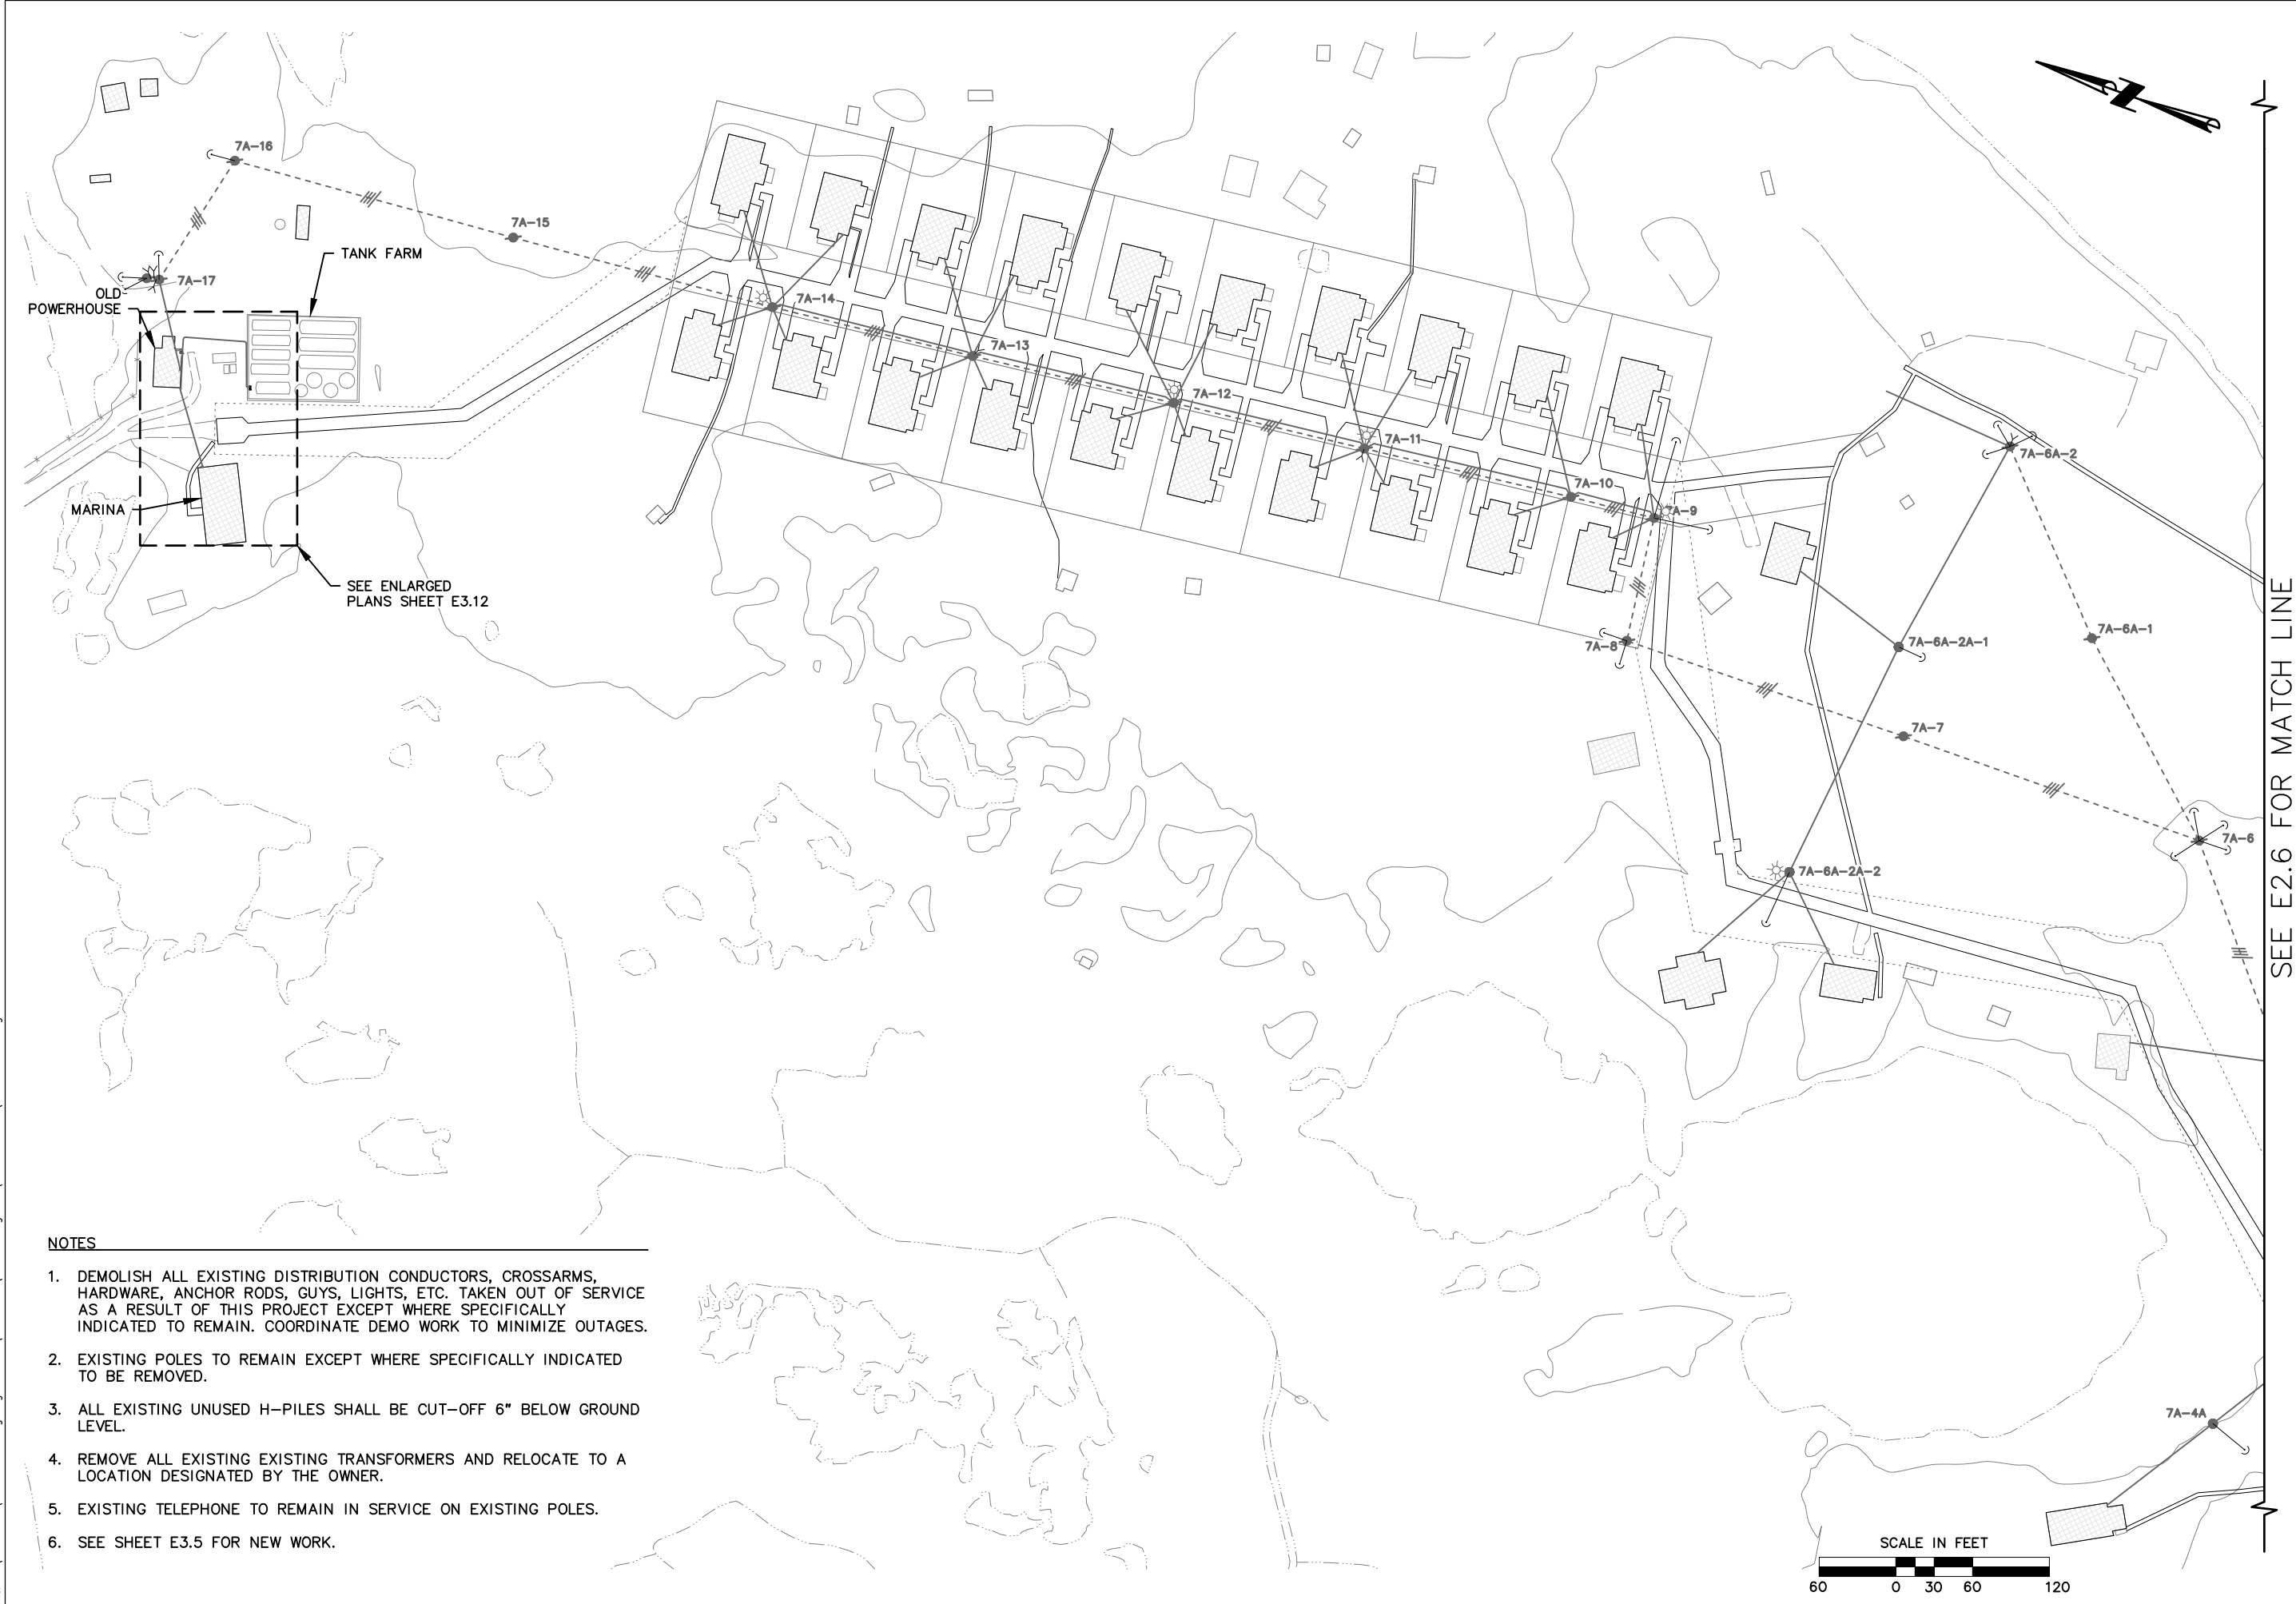 7A-16
7A-15
TANK FARM
7A-17
OLD
POWERHOUSE
7A-14
7A-13
7A-12
7A-11
7A-10
7A-9
7A-6A-2
MARINA
SEE ENLARGED
PLANS SHEET E3.12
7A-8
7A-6A-2A-1
7A-6A-1
7A-7
7A-6
7A-6A-2A-2
SEE E2.6 FOR MATCH LINE
7A-4A
NOTES
1. DEMOLISH ALL EXISTING DISTRIBUTION CONDUCTORS, CROSSARMS,
HARDWARE, ANCHOR RODS, GUYS, LIGHTS, ETC. TAKEN OUT OF SERVICE
AS A RESULT OF THIS PROJECT EXCEPT WHERE SPECIFICALLY
INDICATED TO REMAIN. COORDINATE DEMO WORK TO MINIMIZE OUTAGES.
2. EXISTING POLES TO REMAIN EXCEPT WHERE SPECIFICALLY INDICATED
TO BE REMOVED.
3. ALL EXISTING UNUSED H-PILES SHALL BE CUT-OFF 6" BELOW GROUND
LEVEL.
4. REMOVE ALL EXISTING EXISTING TRANSFORMERS AND RELOCATE TO A
LOCATION DESIGNATED BY THE OWNER.
5. EXISTING TELEPHONE TO REMAIN IN SERVICE ON EXISTING POLES.
6. SEE SHEET E3.5 FOR NEW WORK.
SCALE IN FEET
60 0 30 60 120